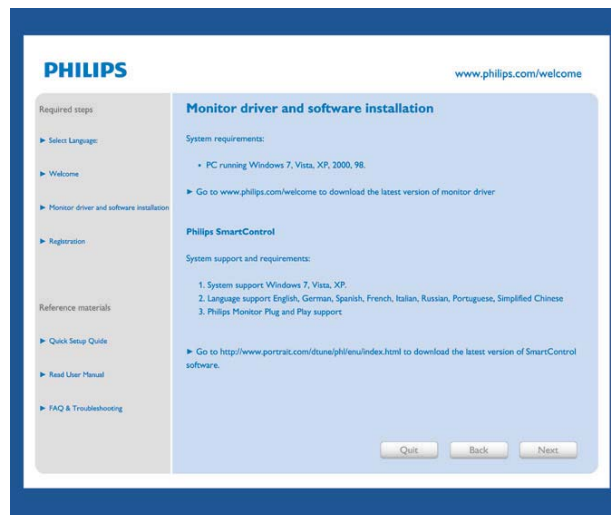 PHILIPS
www.philips.com/welcome
Required steps
▶ Select Language:
▶ Welcome
▶ Monitor driver and software installation
▶ Registration
Reference materials
▶ Quick Setup Quide
▶ Read User Manual
▶ FAQ & Troubleshooting
Monitor driver and software installation
System requirements:
• PC running Windows 7, Vista, XP, 2000, 98.
▶ Go to www.philips.com/welcome to download the latest version of monitor driver
Philips SmartControl
System support and requirements:
1. System support Windows 7, Vista, XP.
2. Language support English, German, Spanish, French, Italian, Russian, Portuguese, Simplified Chinese
3. Philips Monitor Plug and Play support
▶ Go to http://www.portrait.com/dtune/phl/enu/index.html to download the latest version of SmartControl
software.
Quit
Back
Next